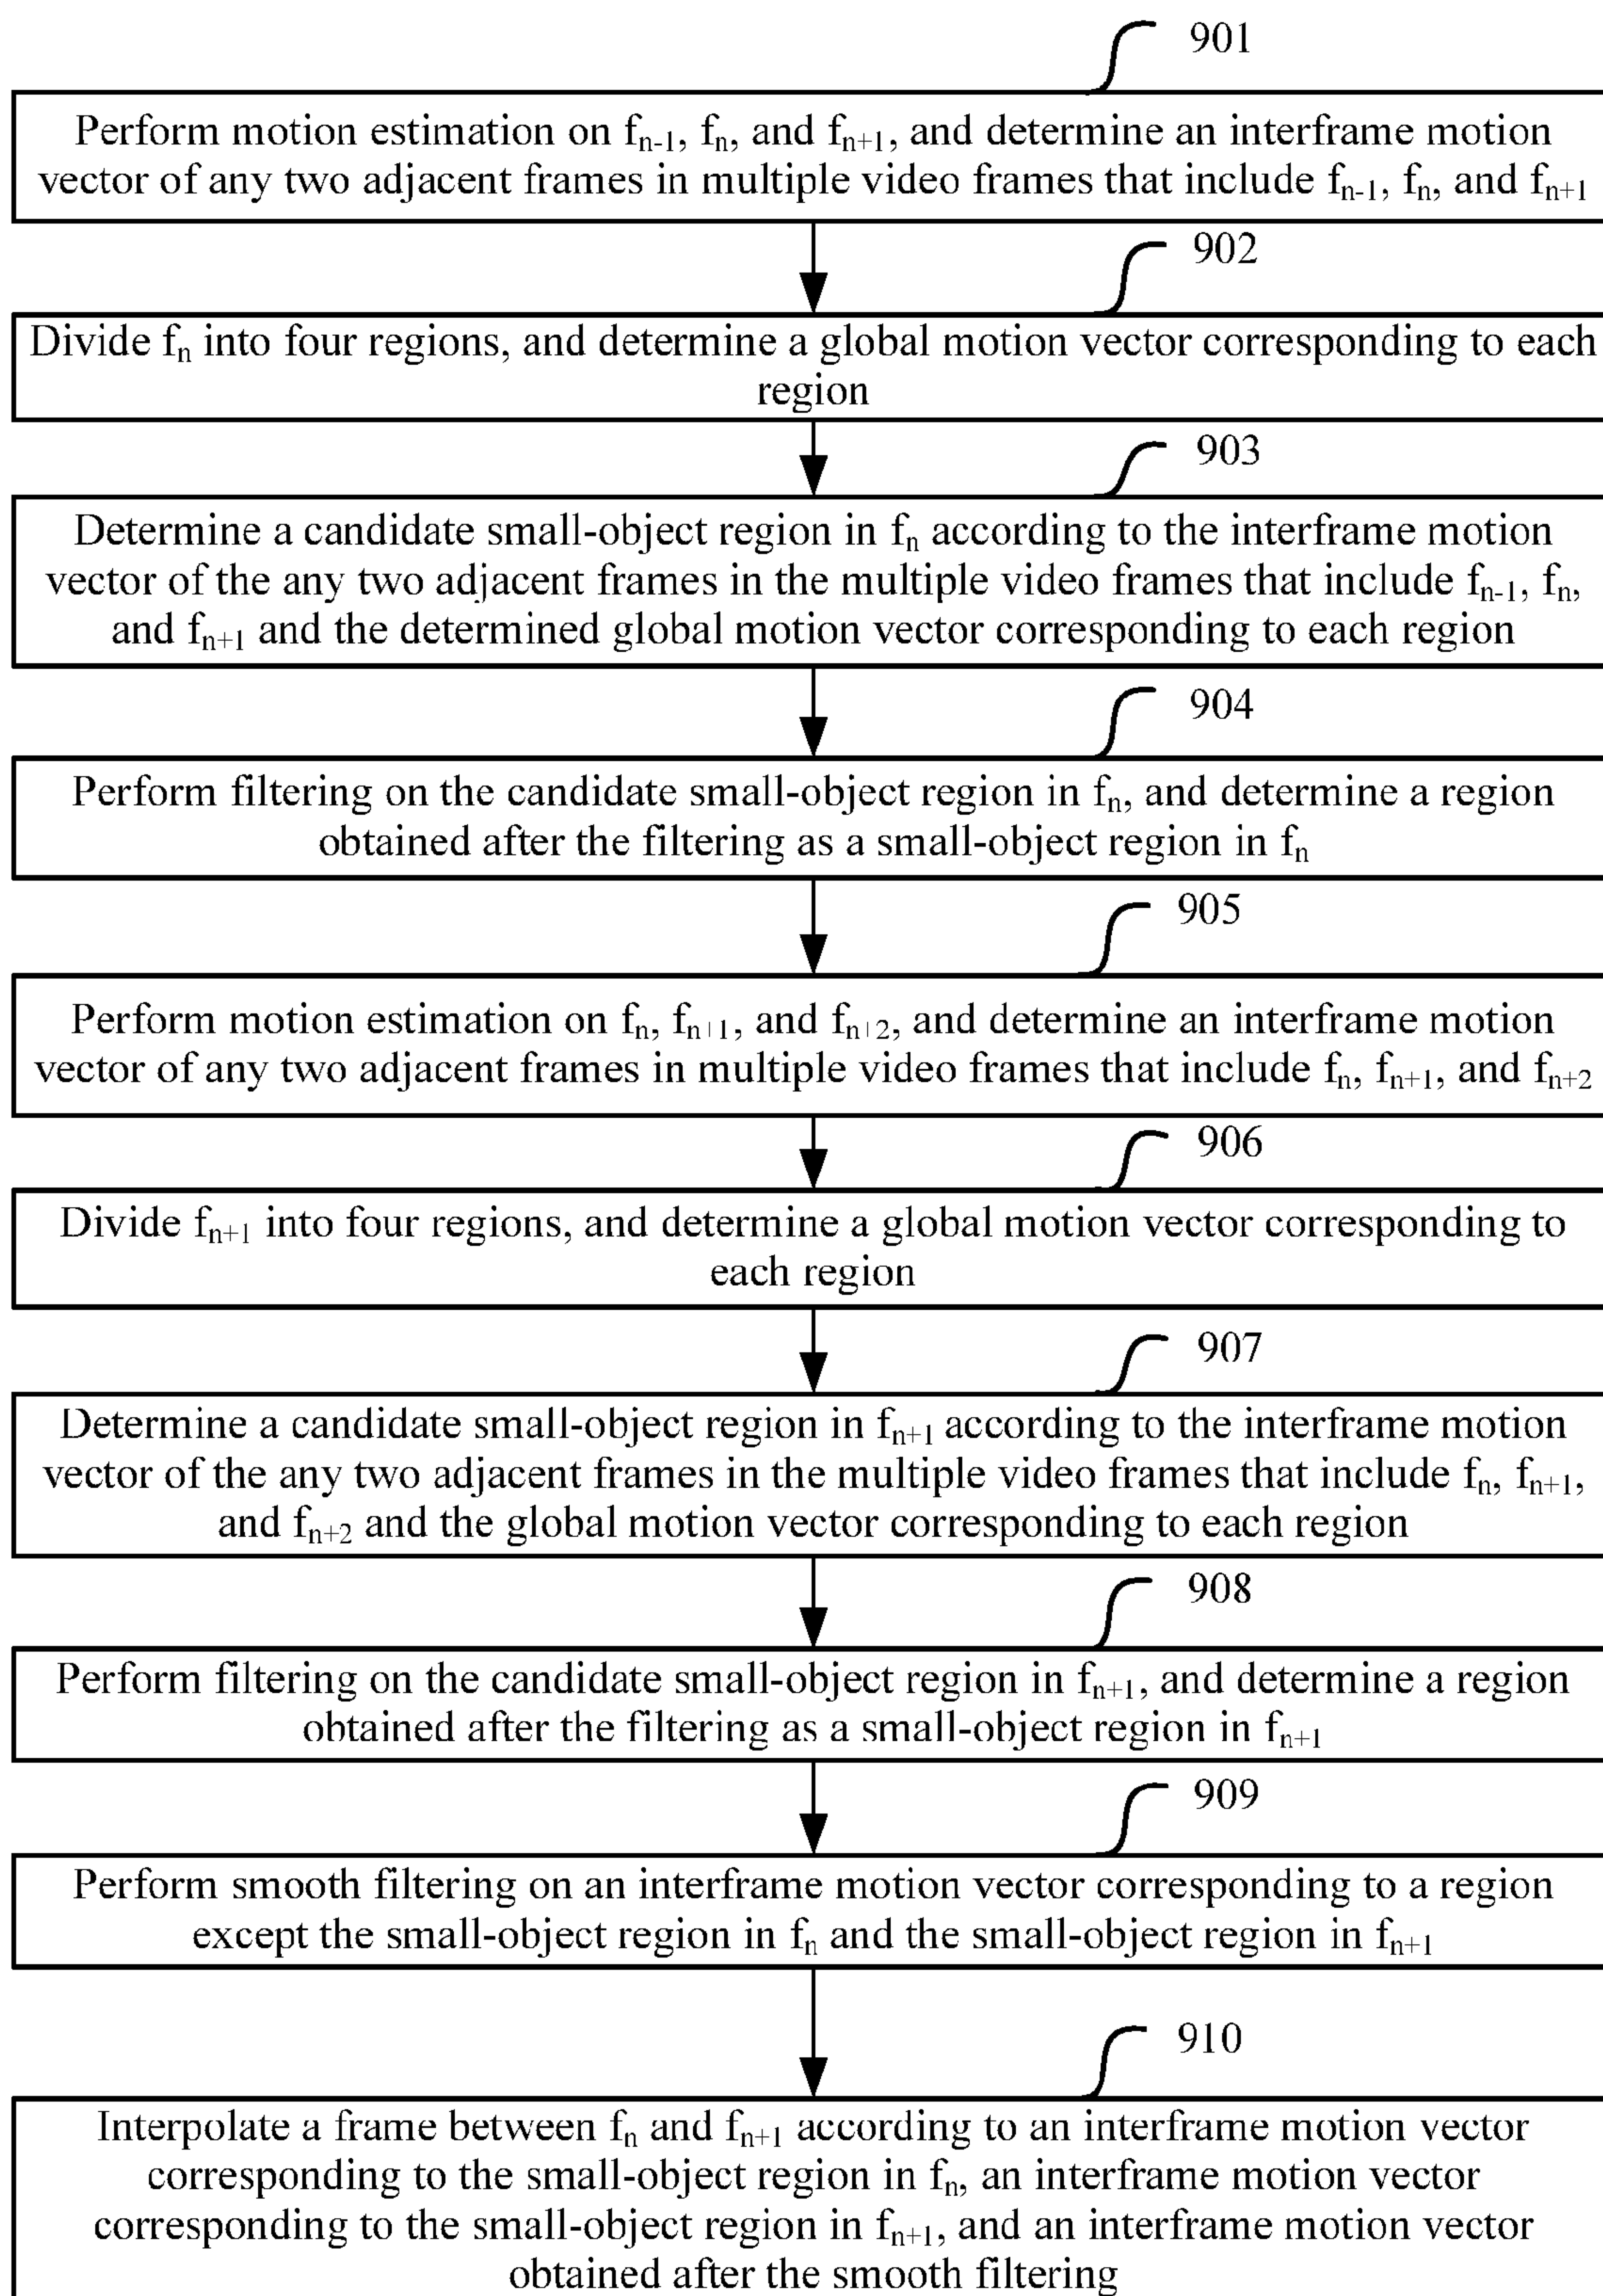 901
Perform motion estimation on fn-1, fn, and fn+1, and determine an interframe motion
vector of any two adjacent frames in multiple video frames that include fn-1, fn, and fn+1
902
Divide fn into four regions, and determine a global motion vector corresponding to each
region
903
Determine a candidate small-object region in fn according to the interframe motion
vector of the any two adjacent frames in the multiple video frames that include fn-1, fn,
and fn+1 and the determined global motion vector corresponding to each region
904
Perform filtering on the candidate small-object region in fn, and determine a region
obtained after the filtering as a small-object region in fn
905
Perform motion estimation on fn, fn+1, and fn+2, and determine an interframe motion
vector of any two adjacent frames in multiple video frames that include fn, fn+1, and fn+2
906
Divide fn+1 into four regions, and determine a global motion vector corresponding to
each region
907
Determine a candidate small-object region in fn+1 according to the interframe motion
vector of the any two adjacent frames in the multiple video frames that include fn, fn+1,
and fn+2 and the global motion vector corresponding to each region
908
Perform filtering on the candidate small-object region in fn+1, and determine a region
obtained after the filtering as a small-object region in fn+1
909
Perform smooth filtering on an interframe motion vector corresponding to a region
except the small-object region in fn and the small-object region in fn+1
910
Interpolate a frame between fn and fn+1 according to an interframe motion vector
corresponding to the small-object region in fn, an interframe motion vector
corresponding to the small-object region in fn+1, and an interframe motion vector
obtained after the smooth filtering